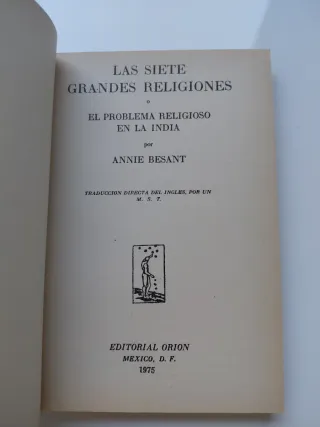 LAS SIETE
GRANDES RELIGIONES
o
EL PROBLEMA RELIGIOSO
EN LA INDIA
por
ANNIE BESANT
TRADUCCION DIRECTA DEL INGLES, POR UN
M. S. T.
EDITORIAL ORION
MEXICO, D. F.
1975